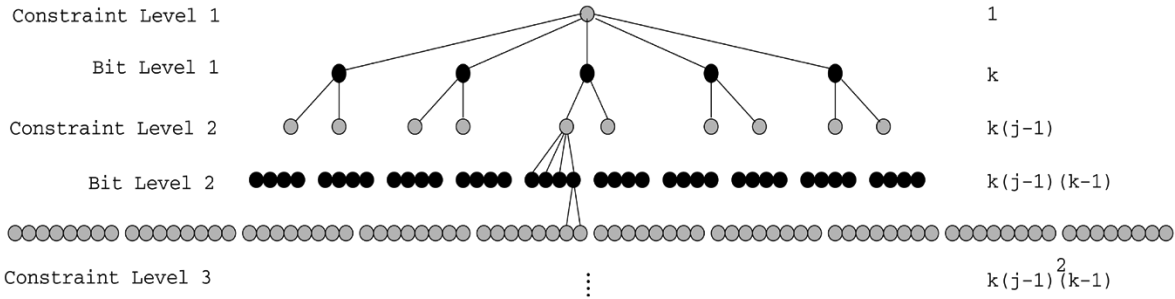 Constraint Level 1 1
Bit Level 1 k
Constraint Level 2 k(j-1)
Bit Level 2 k(j-1)(k-1)
Constraint Level 3 k(j-1)²(k-1)